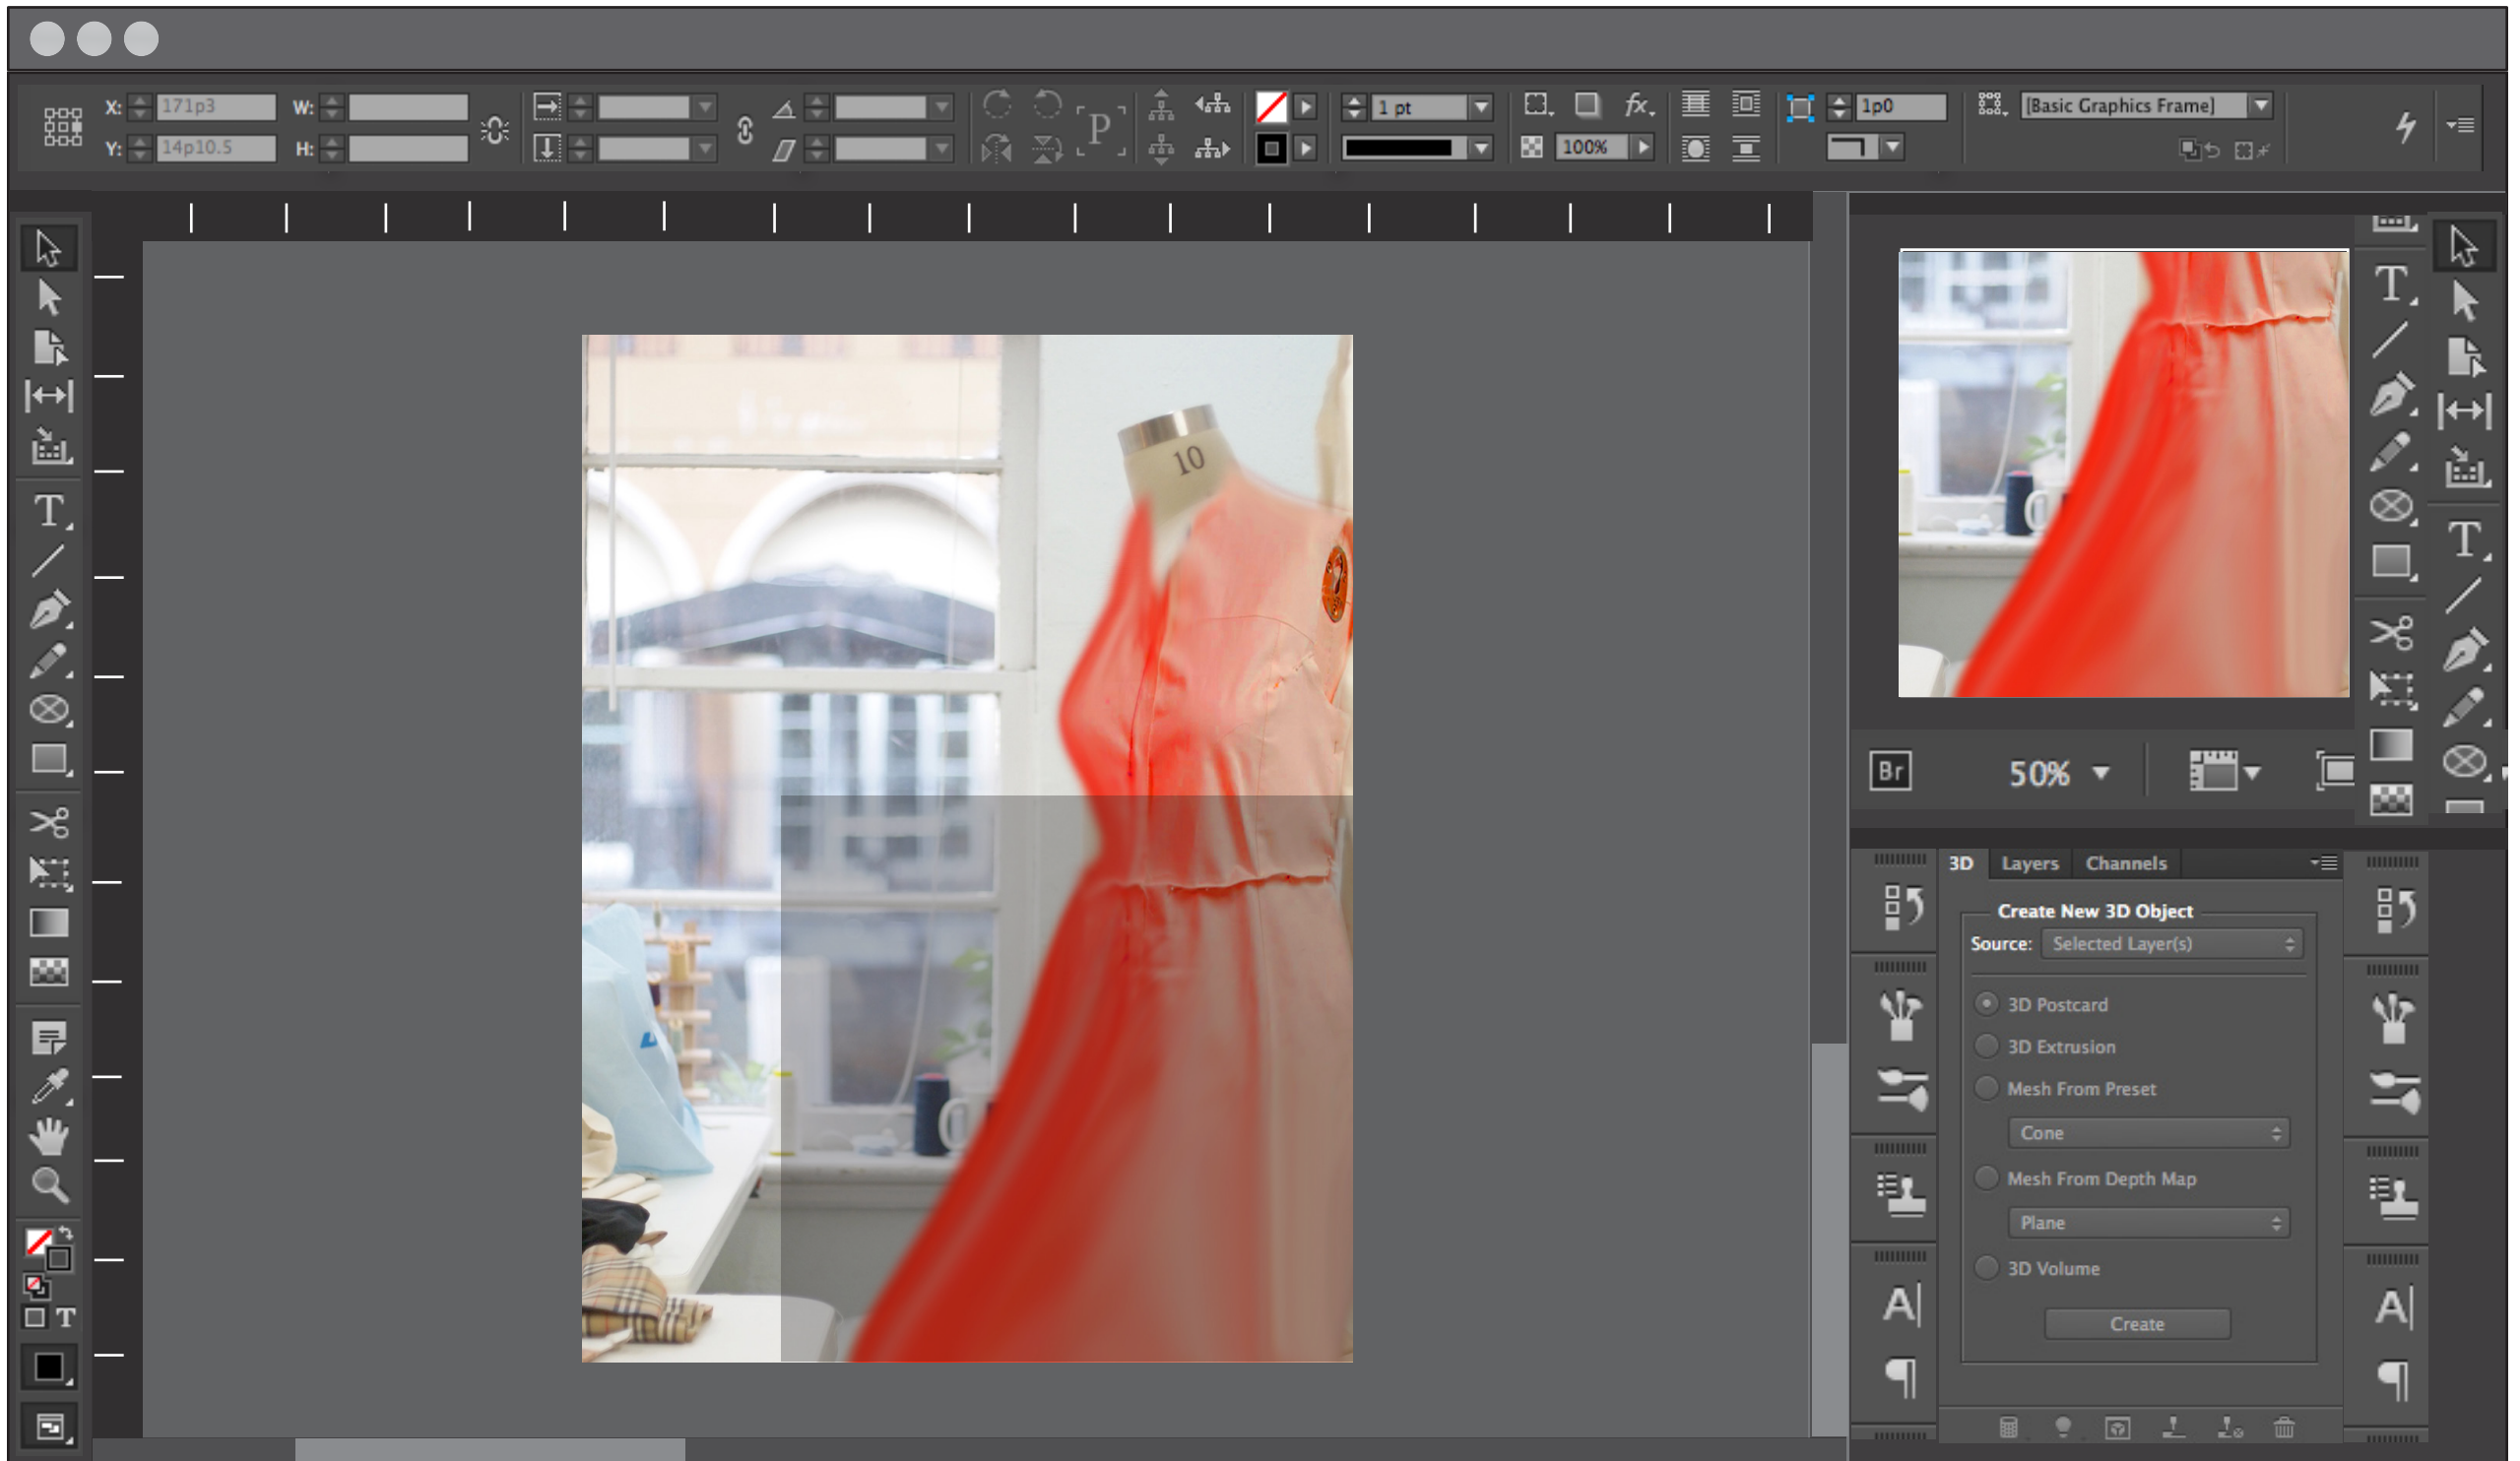 X: 171p3 W: 1 pt fx. 1p0 [Basic Graphics Frame]
Y: 14p10.5 H: P 100%
T
T
T
10
T
T
Br 50%
3D Layers Channels
Create New 3D Object
Source: Selected Layer(s)
3D Postcard
3D Extrusion
Mesh From Preset
Cone
Mesh From Depth Map
Plane
3D Volume
Create
A
A
¶
¶